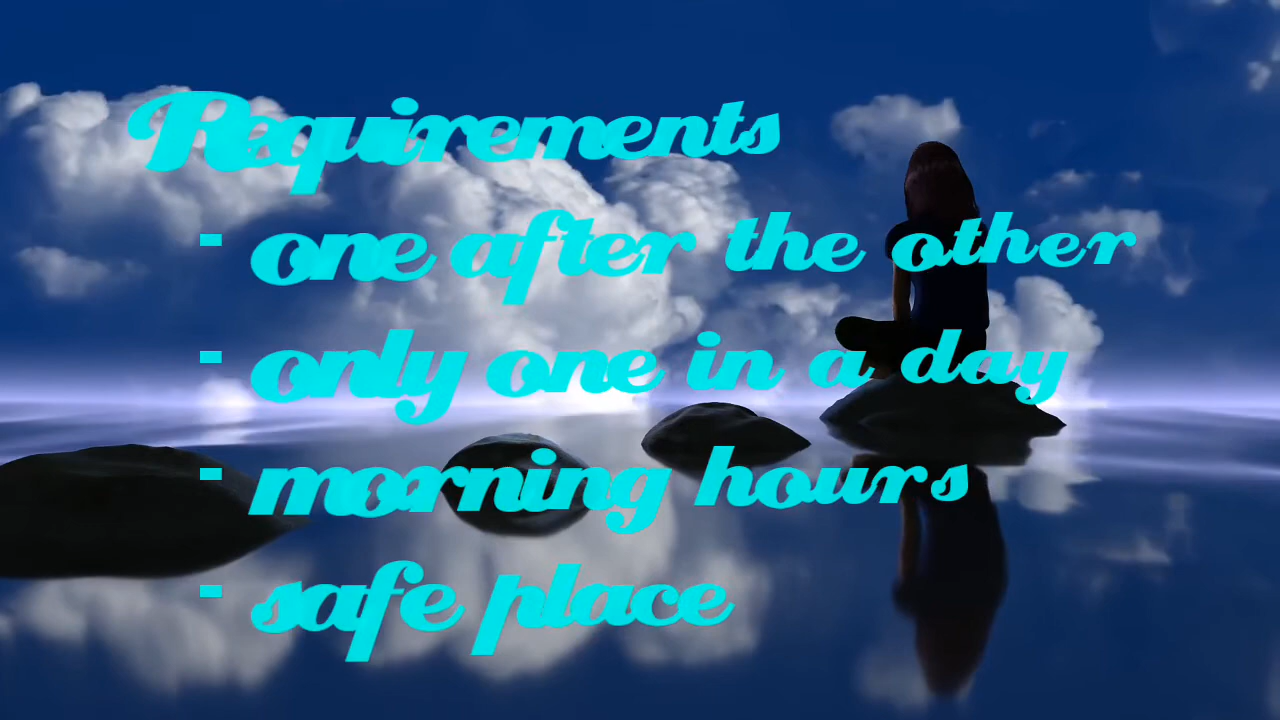 Requirements
- one after the other
- only one in a day
- morning hours
- safe place